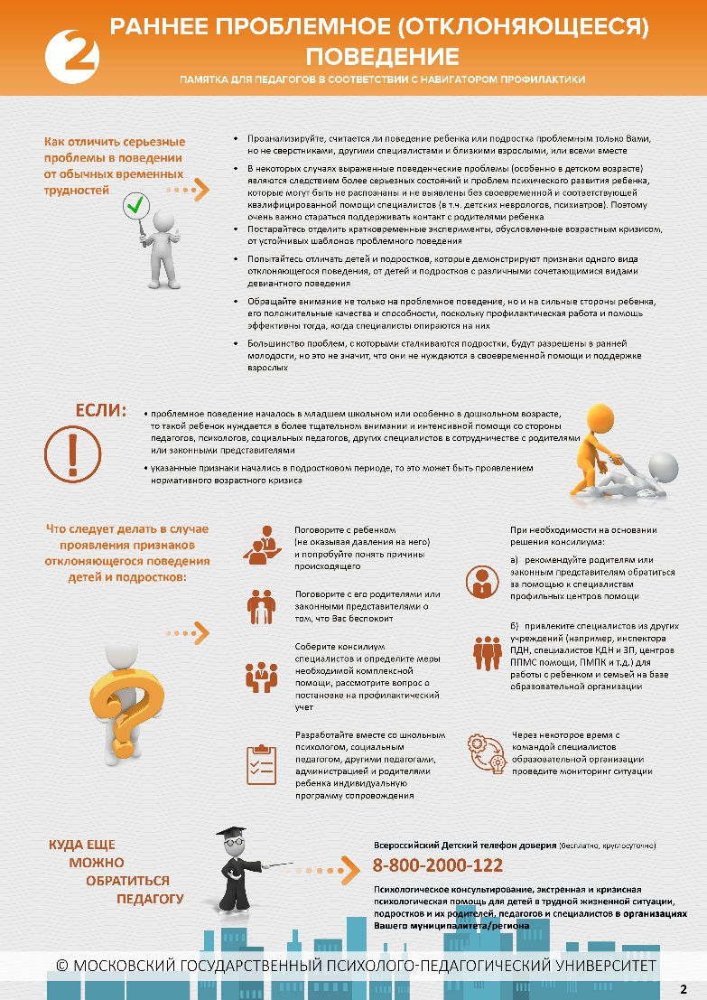 2
РАННЕЕ ПРОБЛЕМНОЕ (ОТКЛОНЯЮЩЕЕСЯ)
ПОВЕДЕНИЕ
ПАМЯТКА ДЛЯ ПЕДАГОГОВ В СООТВЕТСТВИИ С НАВИГАТОРОМ ПРОФИЛАКТИКИ
Как отличить серьезные
проблемы в поведении
от обычных временных
трудностей
• Проанализируйте, считается ли поведение ребенка или подростка проблемным только Вами,
но не сверстниками, другими специалистами и близкими взрослыми, или всеми вместе
• В некоторых случаях выраженные поведенческие проблемы (особенно в детском возрасте)
являются следствием более серьезных состояний и проблем психического развития ребенка,
которые могут быть не распознаны и не выявлены без своевременной и соответствующей
квалифицированной помощи специалистов (в т.ч. детских неврологов, психиатров). Поэтому
очень важно стараться поддерживать контакт с родителями ребенка
• Постарайтесь отделить кратковременные эксперименты, обусловленные возрастным кризисом,
от устойчивых шаблонов проблемного поведения
• Попытайтесь отличать детей и подростков, которые демонстрируют признаки одного вида
отклоняющегося поведения, от детей и подростков с различными сочетающимися видами
девиантного поведения
• Обращайте внимание не только на проблемное поведение, но и на сильные стороны ребенка,
его положительные качества и способности, поскольку профилактическая работа и помощь
эффективны тогда, когда специалисты опираются на них
• Большинство проблем, с которыми сталкиваются подростки, будут разрешены в ранней
молодости, но это не значит, что они не нуждаются в своевременной помощи и поддержке
взрослых
ЕСЛИ:
• проблемное поведение началось в младшем школьном или особенно в дошкольном возрасте,
то такой ребенок нуждается в более тщательном внимании и интенсивной помощи со стороны
педагогов, психологов, социальных педагогов, других специалистов в сотрудничестве с родителями
или законными представителями
• указанные признаки начались в подростковом периоде, то это может быть проявлением
нормативного возрастного кризиса
Что следует делать в случае
проявления признаков
отклоняющегося поведения
детей и подростков:
Поговорите с ребенком
(не оказывая давления на него)
и попробуйте понять причины
происходящего
Поговорите с его родителями или
законными представителями о
том, что Вас беспокоит
Соберите консилиум
специалистов и определите меры
необходимой комплексной
помощи, рассмотрите вопрос о
постановке на профилактический
учет
Разработайте вместе со школьным
психологом, социальным
педагогом, другими педагогами,
администрацией и родителями
ребенка индивидуальную
программу сопровождения
При необходимости на основании
решения консилиума:
а) рекомендуйте родителям или
законным представителям обратиться
за помощью к специалистам
профильных центров помощи
б) привлеките специалистов из других
учреждений (например, инспектора
ПДН, специалистов КДН и ЗП, центров
ППМС помощи, ПМПК и т.д.) для
работы с ребенком и семьей на базе
образовательной организации
Через некоторое время с
командой специалистов
образовательной организации
проведите мониторинг ситуации
КУДА ЕЩЕ
МОЖНО
ОБРАТИТЬСЯ
ПЕДАГОГУ
Всероссийский Детский телефон доверия (бесплатно, круглосуточно)
8-800-2000-122
Психологическое консультирование, экстренная и кризисная
психологическая помощь для детей в трудной жизненной ситуации,
подростков и их родителей, педагогов и специалистов в организациях
Вашего муниципалитета/региона
© МОСКОВСКИЙ ГОСУДАРСТВЕННЫЙ ПСИХОЛОГО-ПЕДАГОГИЧЕСКИЙ УНИВЕРСИТЕТ
2